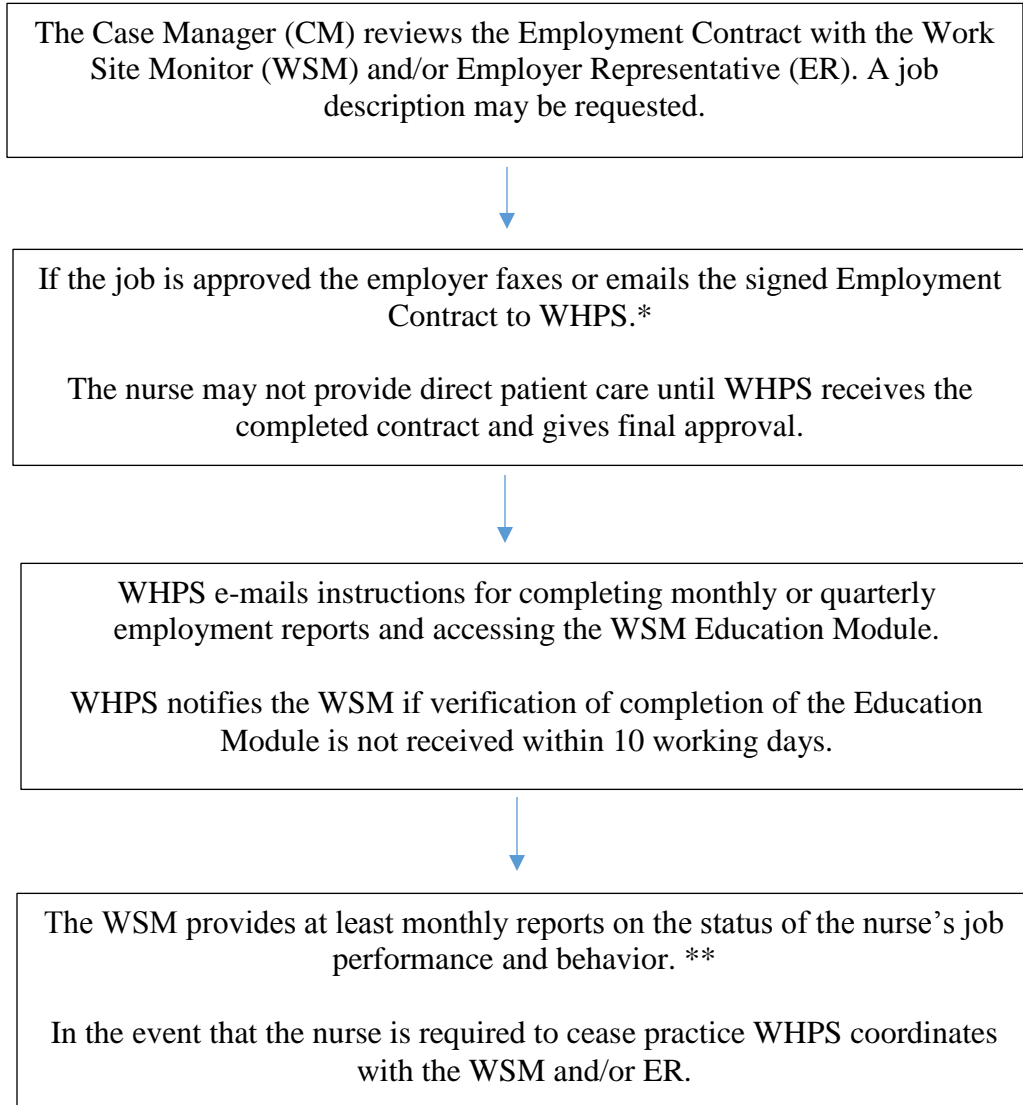 The Case Manager (CM) reviews the Employment Contract with the Work
Site Monitor (WSM) and/or Employer Representative (ER). A job
description may be requested.
If the job is approved the employer faxes or emails the signed Employment
Contract to WHPS.*
The nurse may not provide direct patient care until WHPS receives the
completed contract and gives final approval.
WHPS e-mails instructions for completing monthly or quarterly
employment reports and accessing the WSM Education Module.
WHPS notifies the WSM if verification of completion of the Education
Module is not received within 10 working days.
The WSM provides at least monthly reports on the status of the nurse’s job
performance and behavior. **
In the event that the nurse is required to cease practice WHPS coordinates
with the WSM and/or ER.